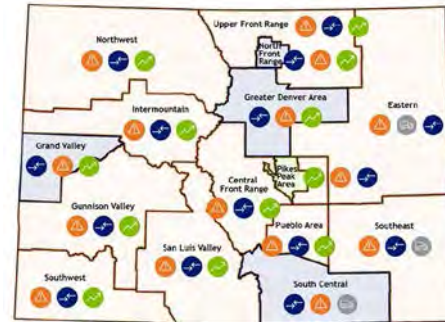 Upper Front Range
Northwest
North
Front
Range
Intermountain
Greater Denver Area
Eastern
Grand Valley
Pikes
Peak
Area
Central
Front Range
Gunnison Valley
Pueblo Area
Southeast
San Luis Valley
Southwest
South Central